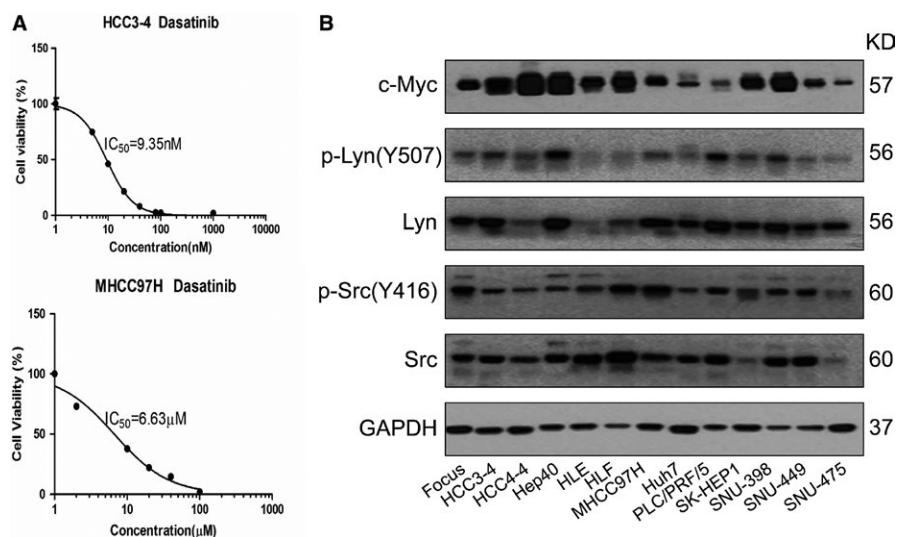 A
HCC3-4 Dasatinib
150
100
50
0
Cell viability (%)
IC50=9.35nM
1 10 100 1000 10000
Concentration(nM)
MHCC97H Dasatinib
150
100
50
0
Cell Viability (%)
IC50=6.63μM
1 10 100 1000
Concentration(μM)
B
KD
c-Myc 57
p-Lyn(Y507) 56
Lyn 56
p-Src(Y416) 60
Src 60
GAPDH 37
Focus
HCC3-4
HCC4-4
Hep40
HLE
HLF
MHCC97H
Huh7
PLC/PRF/5
SK-HEP1
SNU-398
SNU-449
SNU-475